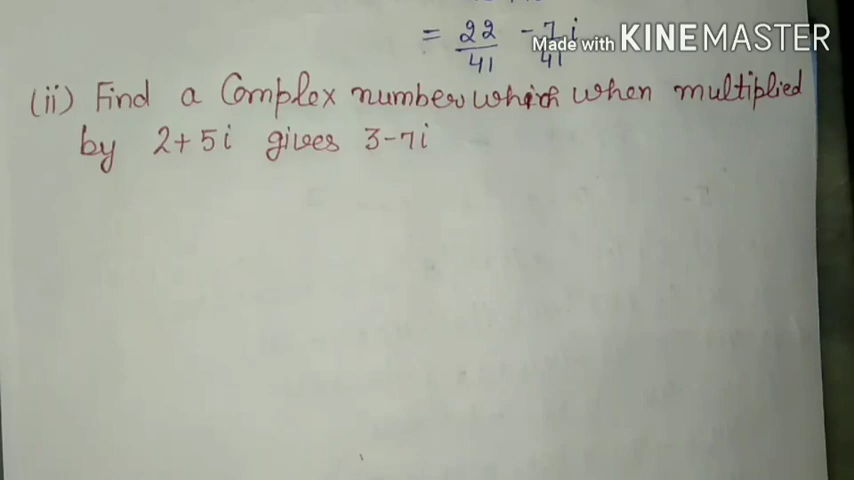 = 22/41 - 7/41 i
Made with KINEMASTER
(ii) Find a Complex number which when multiplied
by 2+5i gives 3-7i